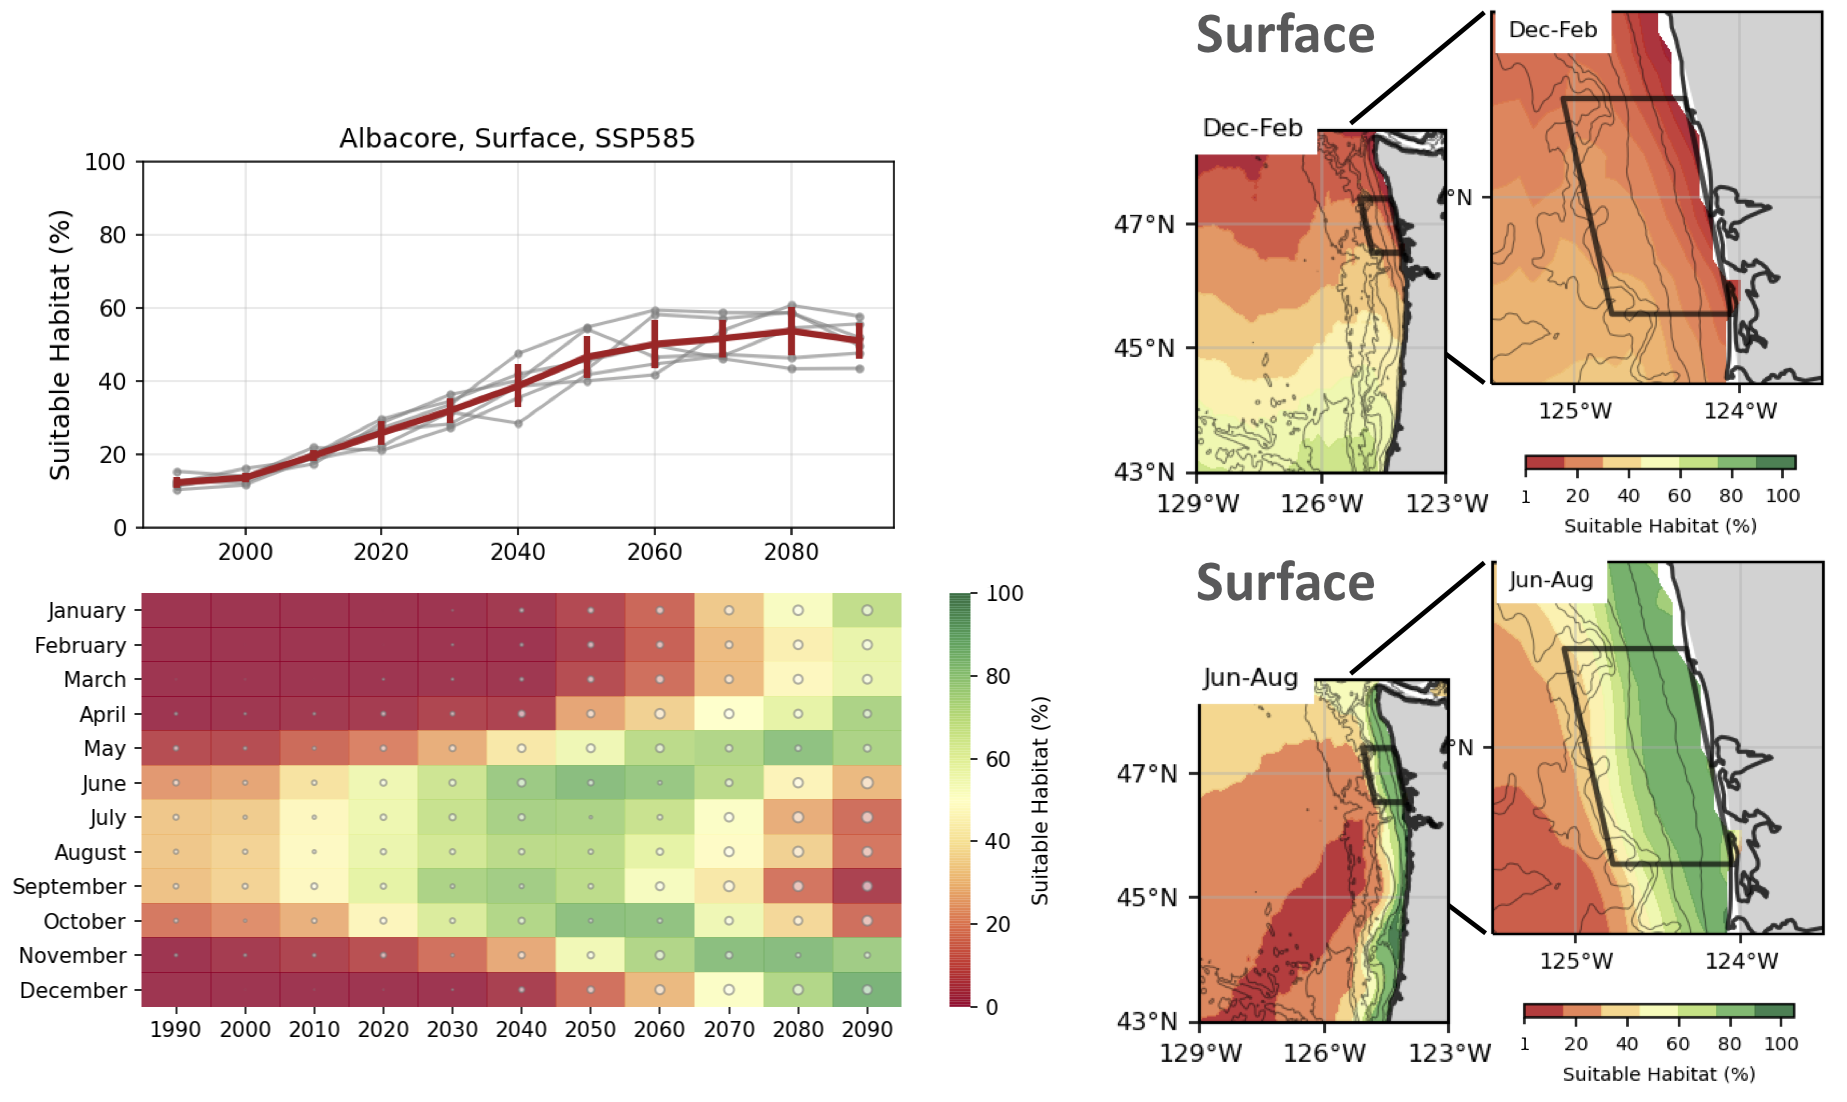 Albacore, Surface, SSP585
Suitable Habitat (%)
100
80
60
40
20
0
2000
2020
2040
2060
2080
January
February
March
April
May
June
July
August
September
October
November
December
1990
2000
2010
2020
2030
2040
2050
2060
2070
2080
2090
100
80
60
40
20
0
Suitable Habitat (%)
Surface
Dec-Feb
47°N
45°N
43°N
129°W
126°W
123°W
Dec-Feb
°N
125°W
124°W
1
20
40
60
80
100
Suitable Habitat (%)
Surface
Jun-Aug
47°N
45°N
43°N
129°W
126°W
123°W
Jun-Aug
°N
125°W
124°W
1
20
40
60
80
100
Suitable Habitat (%)